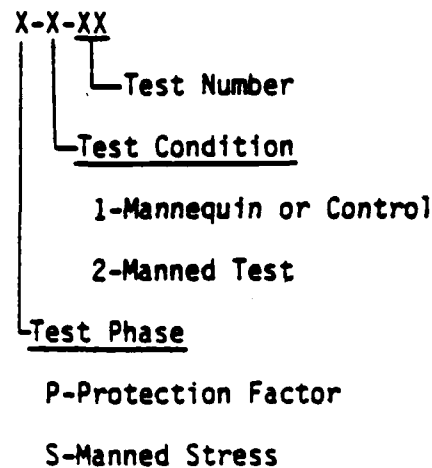 X-X-XX
Test Number
Test Condition
1-Mannequin or Control
2-Manned Test
Test Phase
P-Protection Factor
S-Manned Stress